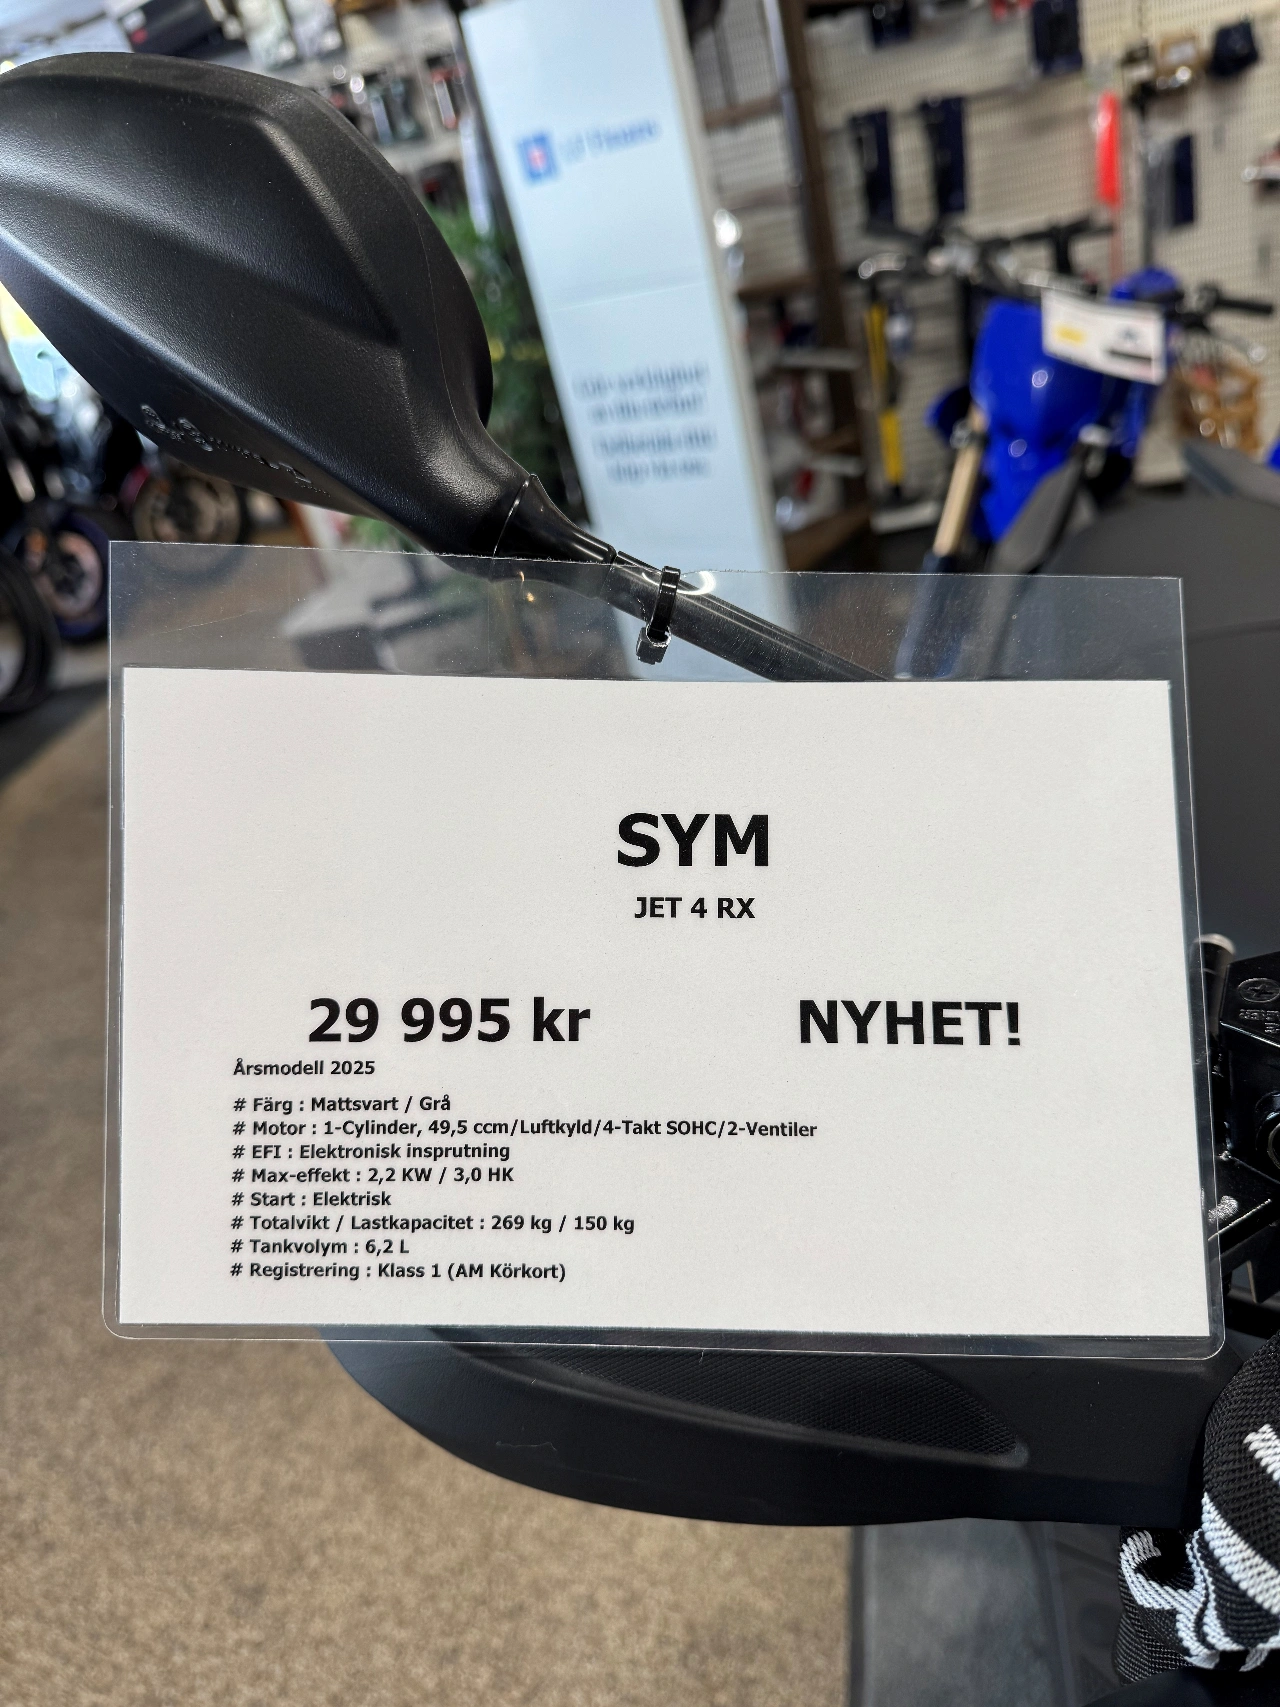 SYM
JET 4 RX
29 995 kr NYHET!
Årsmodell 2025
# Färg : Mattsvart / Grå
# Motor : 1-Cylinder, 49,5 ccm/Luftkyld/4-Takt SOHC/2-Ventiler
# EFI : Elektronisk insprutning
# Max-effekt : 2,2 KW / 3,0 HK
# Start : Elektrisk
# Totalvikt / Lastkapacitet : 269 kg / 150 kg
# Tankvolym : 6,2 L
# Registrering : Klass 1 (AM Körkort)